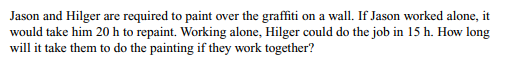 Jason and Hilger are required to paint over the graffiti on a wall. If Jason worked alone, it
would take him 20 h to repaint. Working alone, Hilger could do the job in 15 h. How long
will it take them to do the painting if they work together?